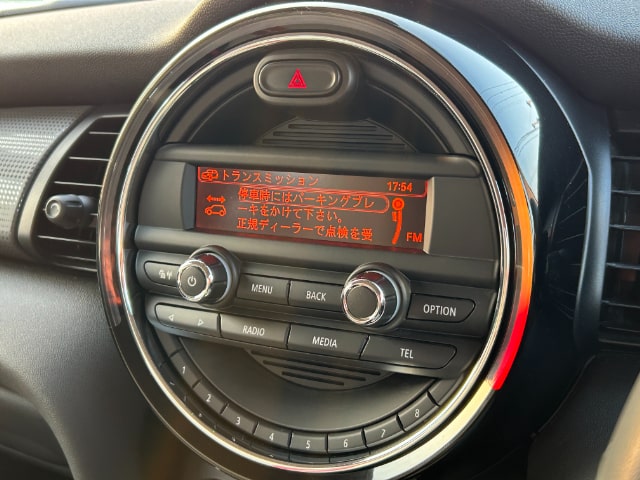 トランスミッション 17:54
停車時にはパーキングブレ
ーキをかけて下さい。
正規ディーラーで点検を受
FM
MENU BACK OPTION
RADIO MEDIA TEL
1 2 3 4 5 6 7 8